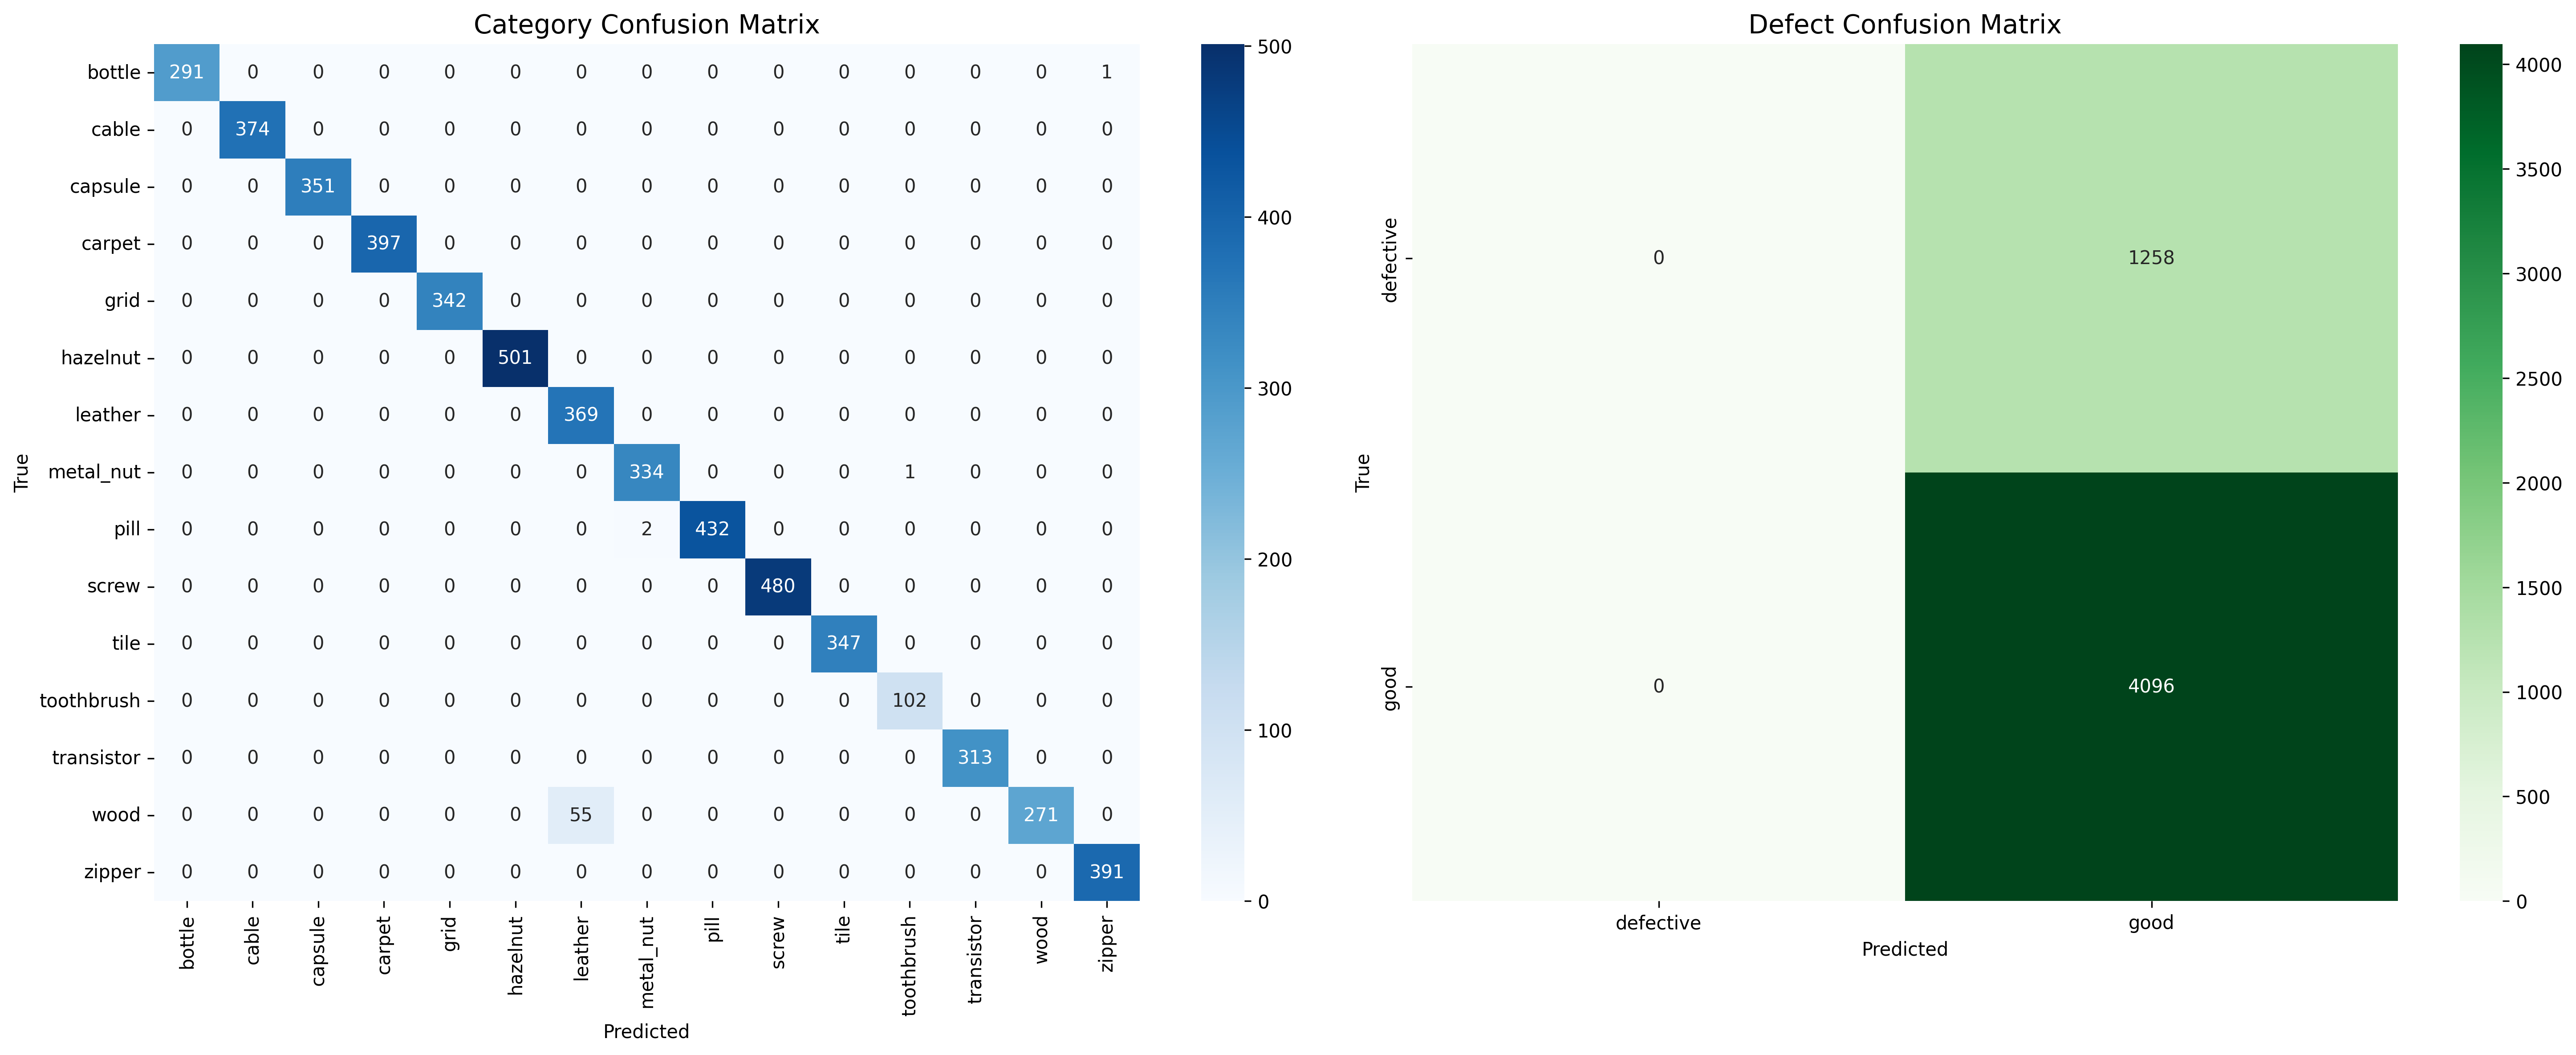 Category Confusion Matrix
bottle 291 0 0 0 0 0 0 0 0 0 0 0 0 0 1
cable 0 374 0 0 0 0 0 0 0 0 0 0 0 0 0
capsule 0 0 351 0 0 0 0 0 0 0 0 0 0 0 0
carpet 0 0 0 397 0 0 0 0 0 0 0 0 0 0 0
grid 0 0 0 0 342 0 0 0 0 0 0 0 0 0 0
hazelnut 0 0 0 0 0 501 0 0 0 0 0 0 0 0 0
leather 0 0 0 0 0 0 369 0 0 0 0 0 0 0 0
metal_nut 0 0 0 0 0 0 0 334 0 0 0 1 0 0 0
pill 0 0 0 0 0 0 0 2 432 0 0 0 0 0 0
screw 0 0 0 0 0 0 0 0 0 480 0 0 0 0 0
tile 0 0 0 0 0 0 0 0 0 0 347 0 0 0 0
toothbrush 0 0 0 0 0 0 0 0 0 0 0 102 0 0 0
transistor 0 0 0 0 0 0 0 0 0 0 0 0 313 0 0
wood 0 0 0 0 0 0 55 0 0 0 0 0 0 271 0
zipper 0 0 0 0 0 0 0 0 0 0 0 0 0 0 391
True
bottle cable capsule carpet grid hazelnut leather metal_nut pill screw tile toothbrush transistor wood zipper
Predicted
500
400
300
200
100
0
Defect Confusion Matrix
defective 0 1258
good 0 4096
True
defective good
Predicted
4000
3500
3000
2500
2000
1500
1000
500
0